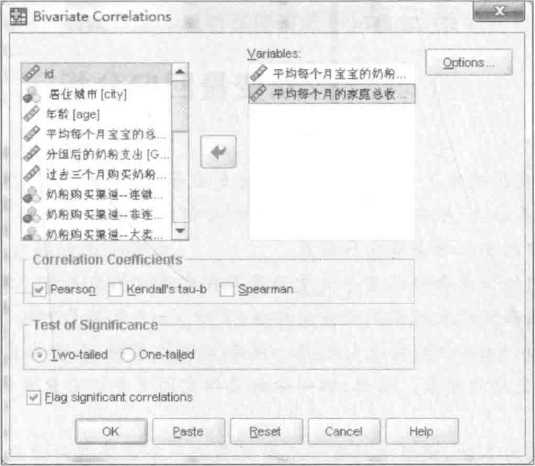 Bivariate Correlations
Variables:
id
居住城市 [city]
年龄 [age]
平均每个月宝宝的总...
分组后的奶粉支出 [G...
过去三个月购买奶粉...
奶粉购买渠道--连锁...
奶粉购买渠道--非连...
奶粉购买渠道--大卖...
平均每个月宝宝的奶粉...
平均每个月的家庭总收...
Options...
Correlation Coefficients
Pearson
Kendall's tau-b
Spearman
Test of Significance
Two-tailed
One-tailed
Flag significant correlations
OK
Paste
Reset
Cancel
Help